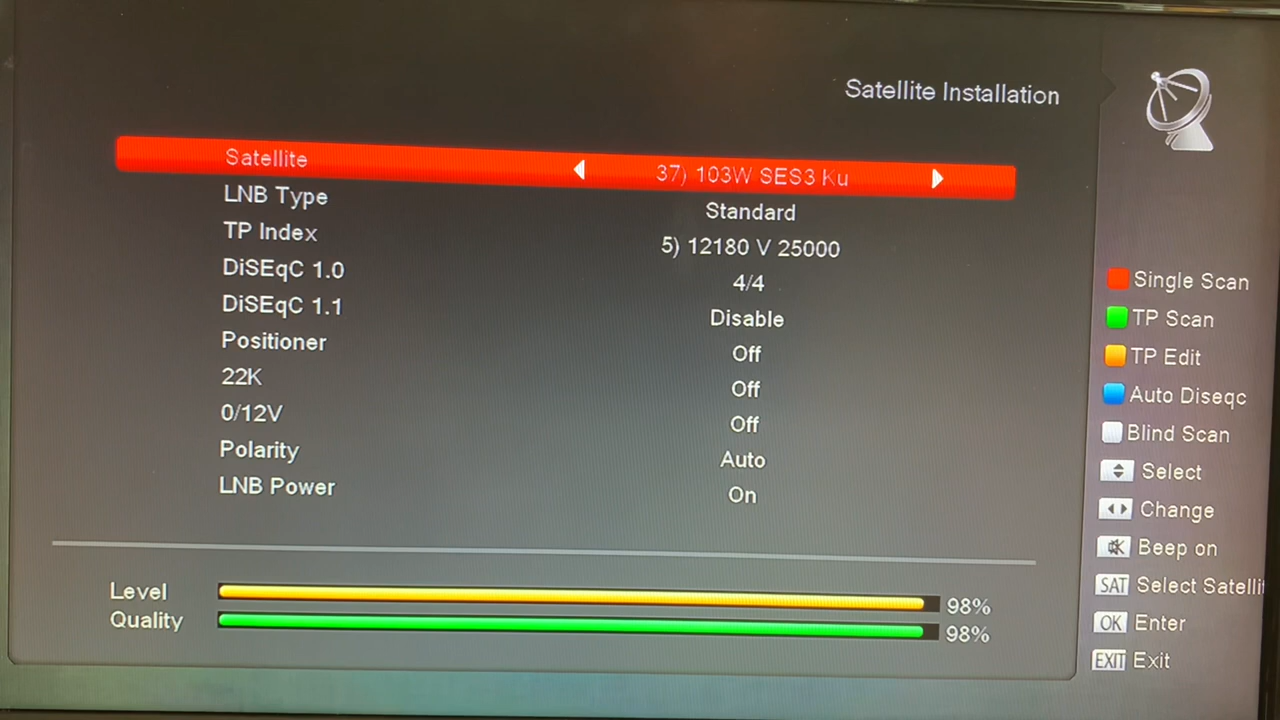 Satellite Installation
Satellite 37) 103W SES3 Ku
LNB Type Standard
TP Index 5) 12180 V 25000
DiSEqC 1.0 4/4
DiSEqC 1.1 Disable
Positioner Off
22K Off
0/12V Off
Polarity Auto
LNB Power On
Level 98%
Quality 98%
Single Scan
TP Scan
TP Edit
Auto Diseqc
Blind Scan
Select
Change
Beep on
SAT Select Satelli
OK Enter
EXIT Exit